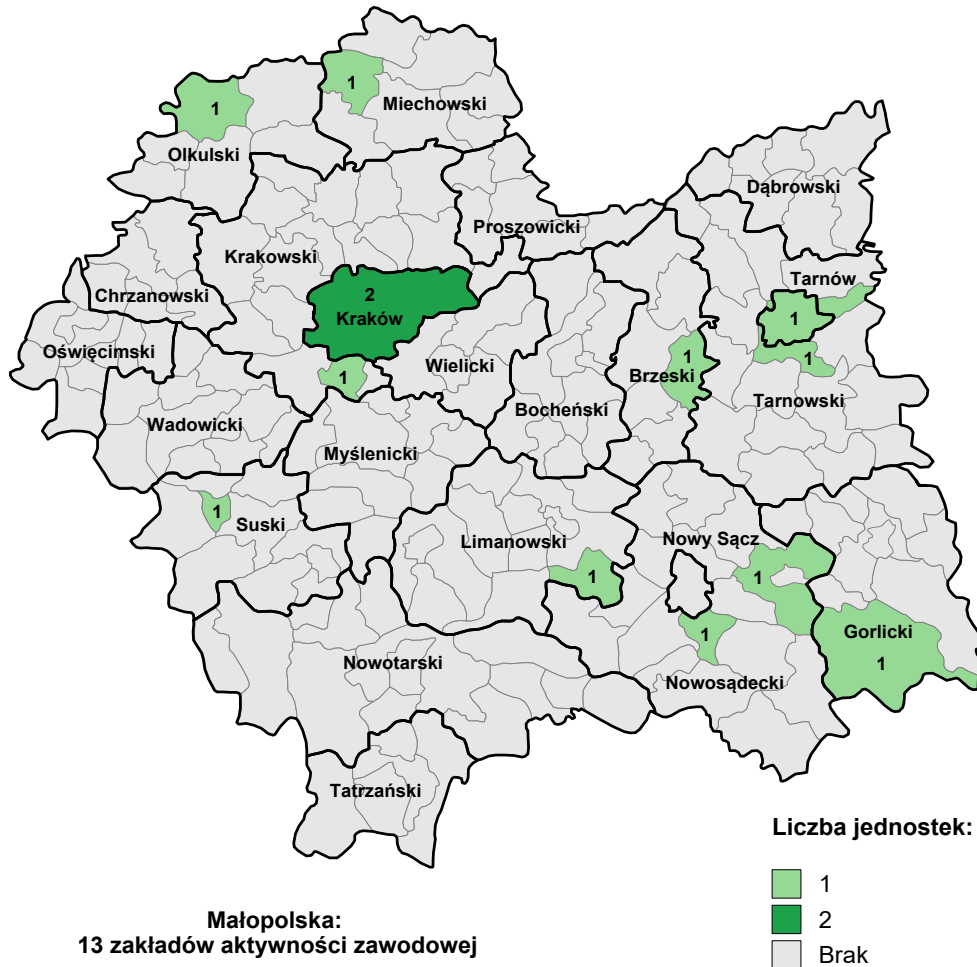 1
1
Miechowski
Olkulski
Dąbrowski
Proszowicki
Krakowski
Tarnów
Chrzanowski
2
Kraków
1
Oświęcimski
1
1
Wielicki
Brzeski
1
Bocheński
Tarnowski
Wadowicki
Myślenicki
1
Suski
Limanowski
Nowy Sącz
1
1
Gorlicki
1
1
Nowotarski
Nowosądecki
Tatrzański
Liczba jednostek:
1
2
Brak
Małopolska:
13 zakładów aktywności zawodowej